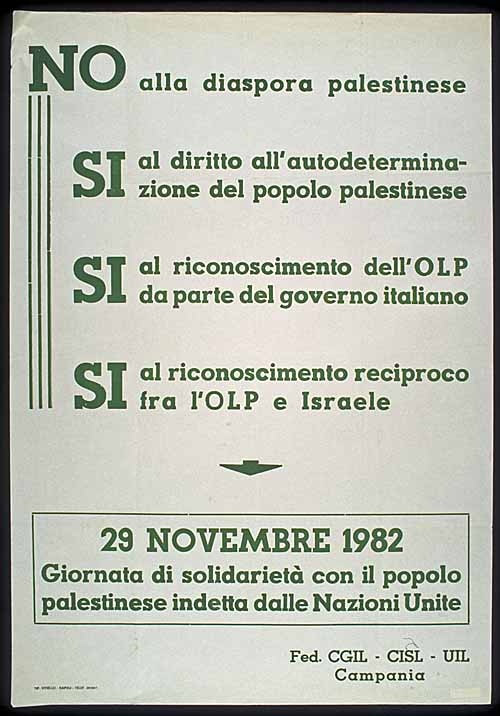 NO alla diaspora palestinese
SI al diritto all'autodetermina-
zione del popolo palestinese
SI al riconoscimento dell'OLP
da parte del governo italiano
SI al riconoscimento reciproco
fra l'OLP e Israele
29 NOVEMBRE 1982
Giornata di solidarietà con il popolo
palestinese indetta dalle Nazioni Unite
Fed. CGIL - CISL - UIL
Campania